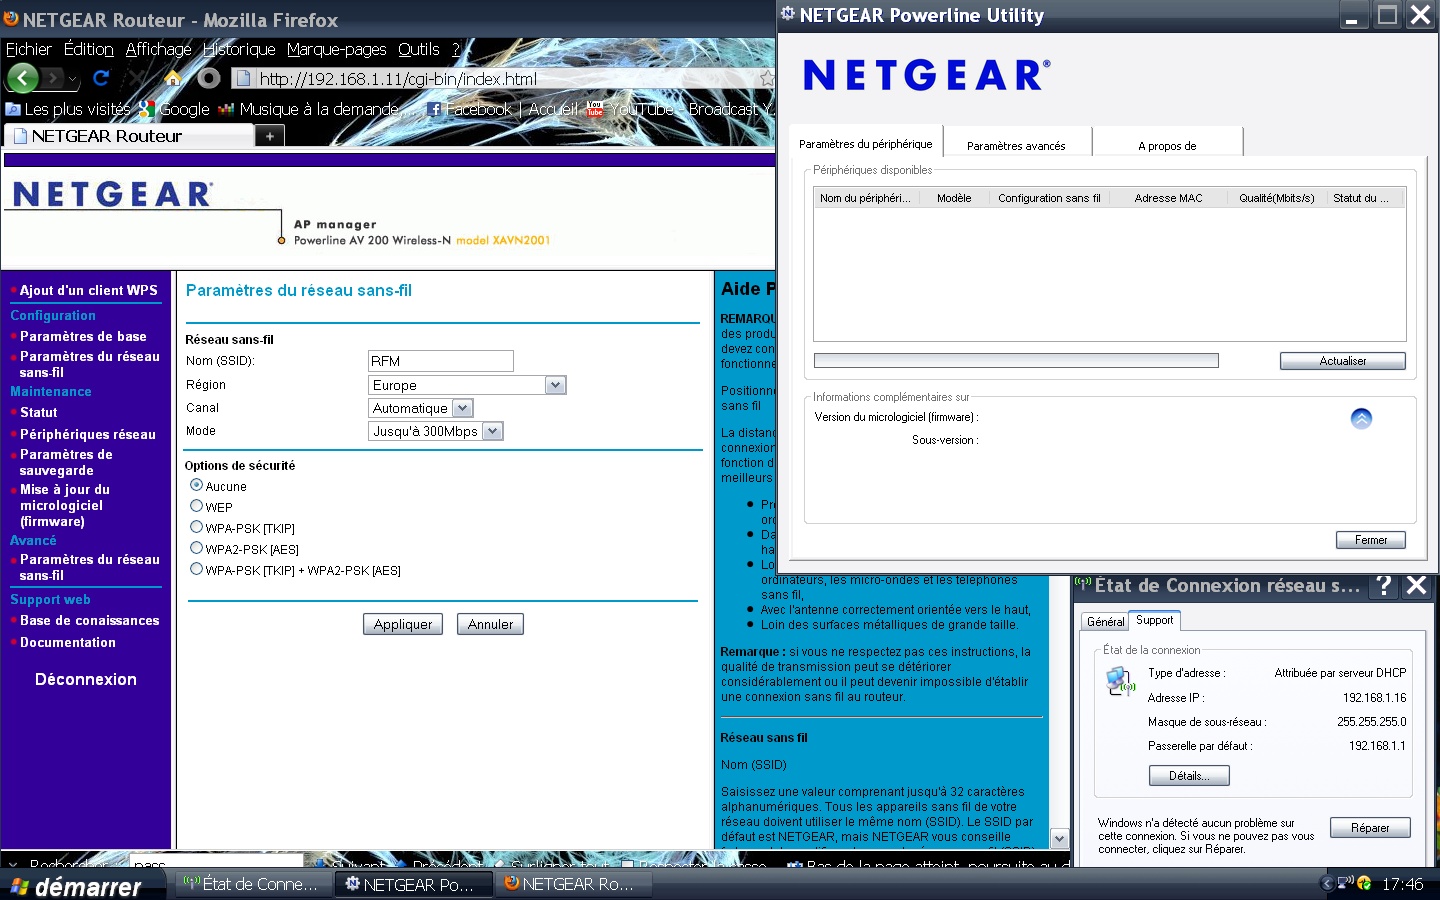 NETGEAR Routeur - Mozilla Firefox
Fichier Édition Affichage Historique Marque-pages Outils ?
http://192.168.1.11/cgi-bin/index.html
Les plus visités Google Musique à la demande,... Facebook | Accueil YouTube - Broadcast Y
NETGEAR Routeur +
NETGEAR®
AP manager
Powerline AV 200 Wireless-N model XAVN2001
Ajout d'un client WPS
Configuration
Paramètres de base
Paramètres du réseau
sans-fil
Maintenance
Statut
Périphériques réseau
Paramètres de
sauvegarde
Mise à jour du
micrologiciel
(firmware)
Avancé
Paramètres du réseau
sans-fil
Support web
Base de conaissances
Documentation
Déconnexion
Paramètres du réseau sans-fil
Réseau sans-fil
Nom (SSID): RFM
Région Europe
Canal Automatique
Mode Jusqu'à 300Mbps
Options de sécurité
Aucune
WEP
WPA-PSK [TKIP]
WPA2-PSK [AES]
WPA-PSK [TKIP] + WPA2-PSK [AES]
Appliquer Annuler
Aide P
REMARQU
des produ
devez con
fonctionne
Positionne
sans fil
La distanc
connexion
fonction d
meilleurs
Pre
ord
Da
ha
Lo
ordinateurs, les micro-ondes et les téléphones
sans fil,
Avec l'antenne correctement orientée vers le haut,
Loin des surfaces métalliques de grande taille.
Remarque : si vous ne respectez pas ces instructions, la
qualité de transmission peut se détériorer
considérablement ou il peut devenir impossible d'établir
une connexion sans fil au routeur.
Réseau sans fil
Nom (SSID)
Saisissez une valeur comprenant jusqu'à 32 caractères
alphanumériques. Tous les appareils sans fil de votre
réseau doivent utiliser le même nom (SSID). Le SSID par
défaut est NETGEAR, mais NETGEAR vous conseille
Rechercher pass Suivant Précédent Surligner tout Respecter la casse Bas de la page atteint, poursuite au d
NETGEAR Powerline Utility
NETGEAR®
Paramètres du périphérique Paramètres avancés A propos de
Périphériques disponibles
Nom du périphéri... Modèle Configuration sans fil Adresse MAC Qualité(Mbits/s) Statut du ...
Actualiser
Informations complémentaires sur
Version du micrologiciel (firmware) :
Sous-version :
Fermer
État de Connexion réseau s... ?
Général Support
État de la connexion
Type d'adresse : Attribuée par serveur DHCP
Adresse IP : 192.168.1.16
Masque de sous-réseau : 255.255.255.0
Passerelle par défaut : 192.168.1.1
Détails...
Windows n'a détecté aucun problème sur
cette connexion. Si vous ne pouvez pas vous
connecter, cliquez sur Réparer.
Réparer
démarrer État de Conne... NETGEAR Po... NETGEAR Ro... 17:46